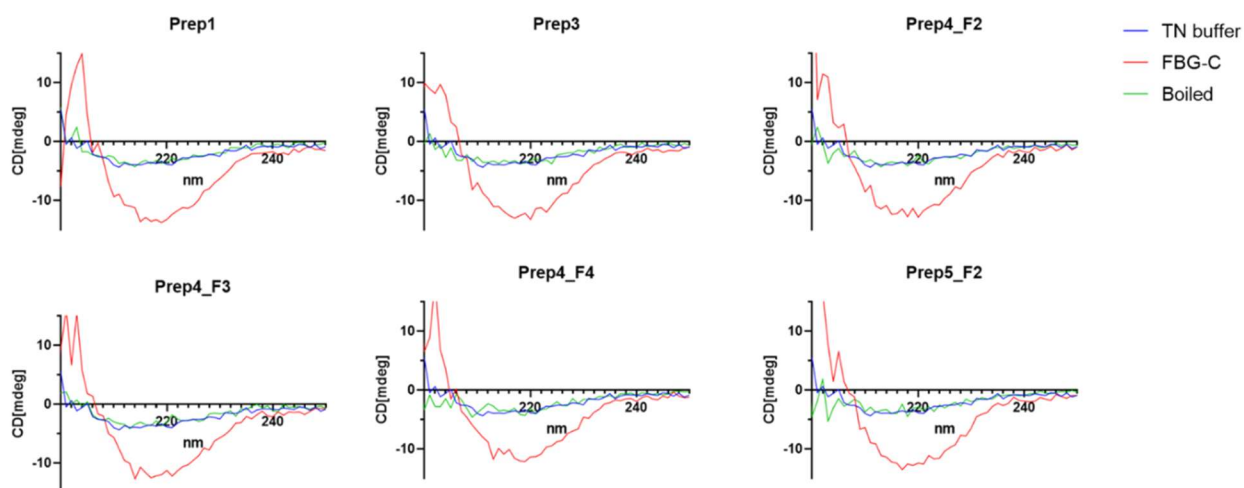 Prep1
CD[mdeg]
10
0
-10
220
240
nm
Prep3
CD[mdeg]
10
0
-10
220
240
nm
Prep4_F2
CD[mdeg]
10
0
-10
220
240
nm
TN buffer
FBG-C
Boiled
Prep4_F3
CD[mdeg]
10
0
-10
220
240
nm
Prep4_F4
CD[mdeg]
10
0
-10
220
240
nm
Prep5_F2
CD[mdeg]
10
0
-10
220
240
nm